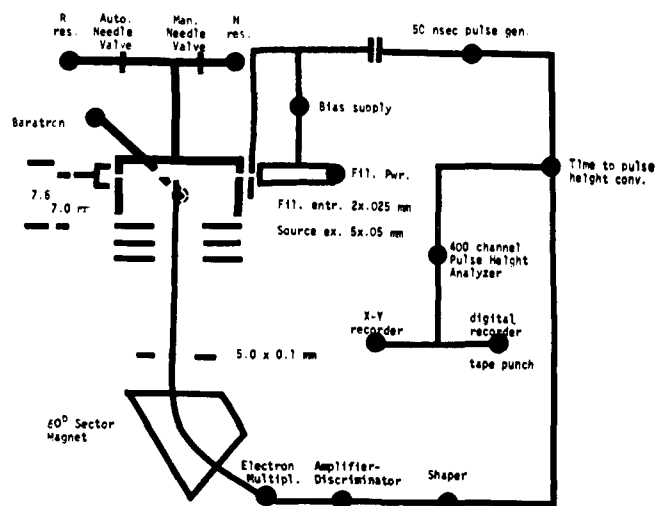 R Auto. Man. N
res. Needle Needle res.
Valve Valve
50 nsec pulse gen.
Bias supply
Baratron
Time to pulse
height conv.
Fil. Pwr.
7.6
7.0
Fil. entr. 2x.025 mm
Source ex. 5x.05 mm
400 channel
Pulse Height
Analyzer
X-Y
recorder
digital
recorder
tape punch
5.0 x 0.1 mm
60° Sector
Magnet
Electron
Multipl.
Amplifier-
Discriminator
Shaper